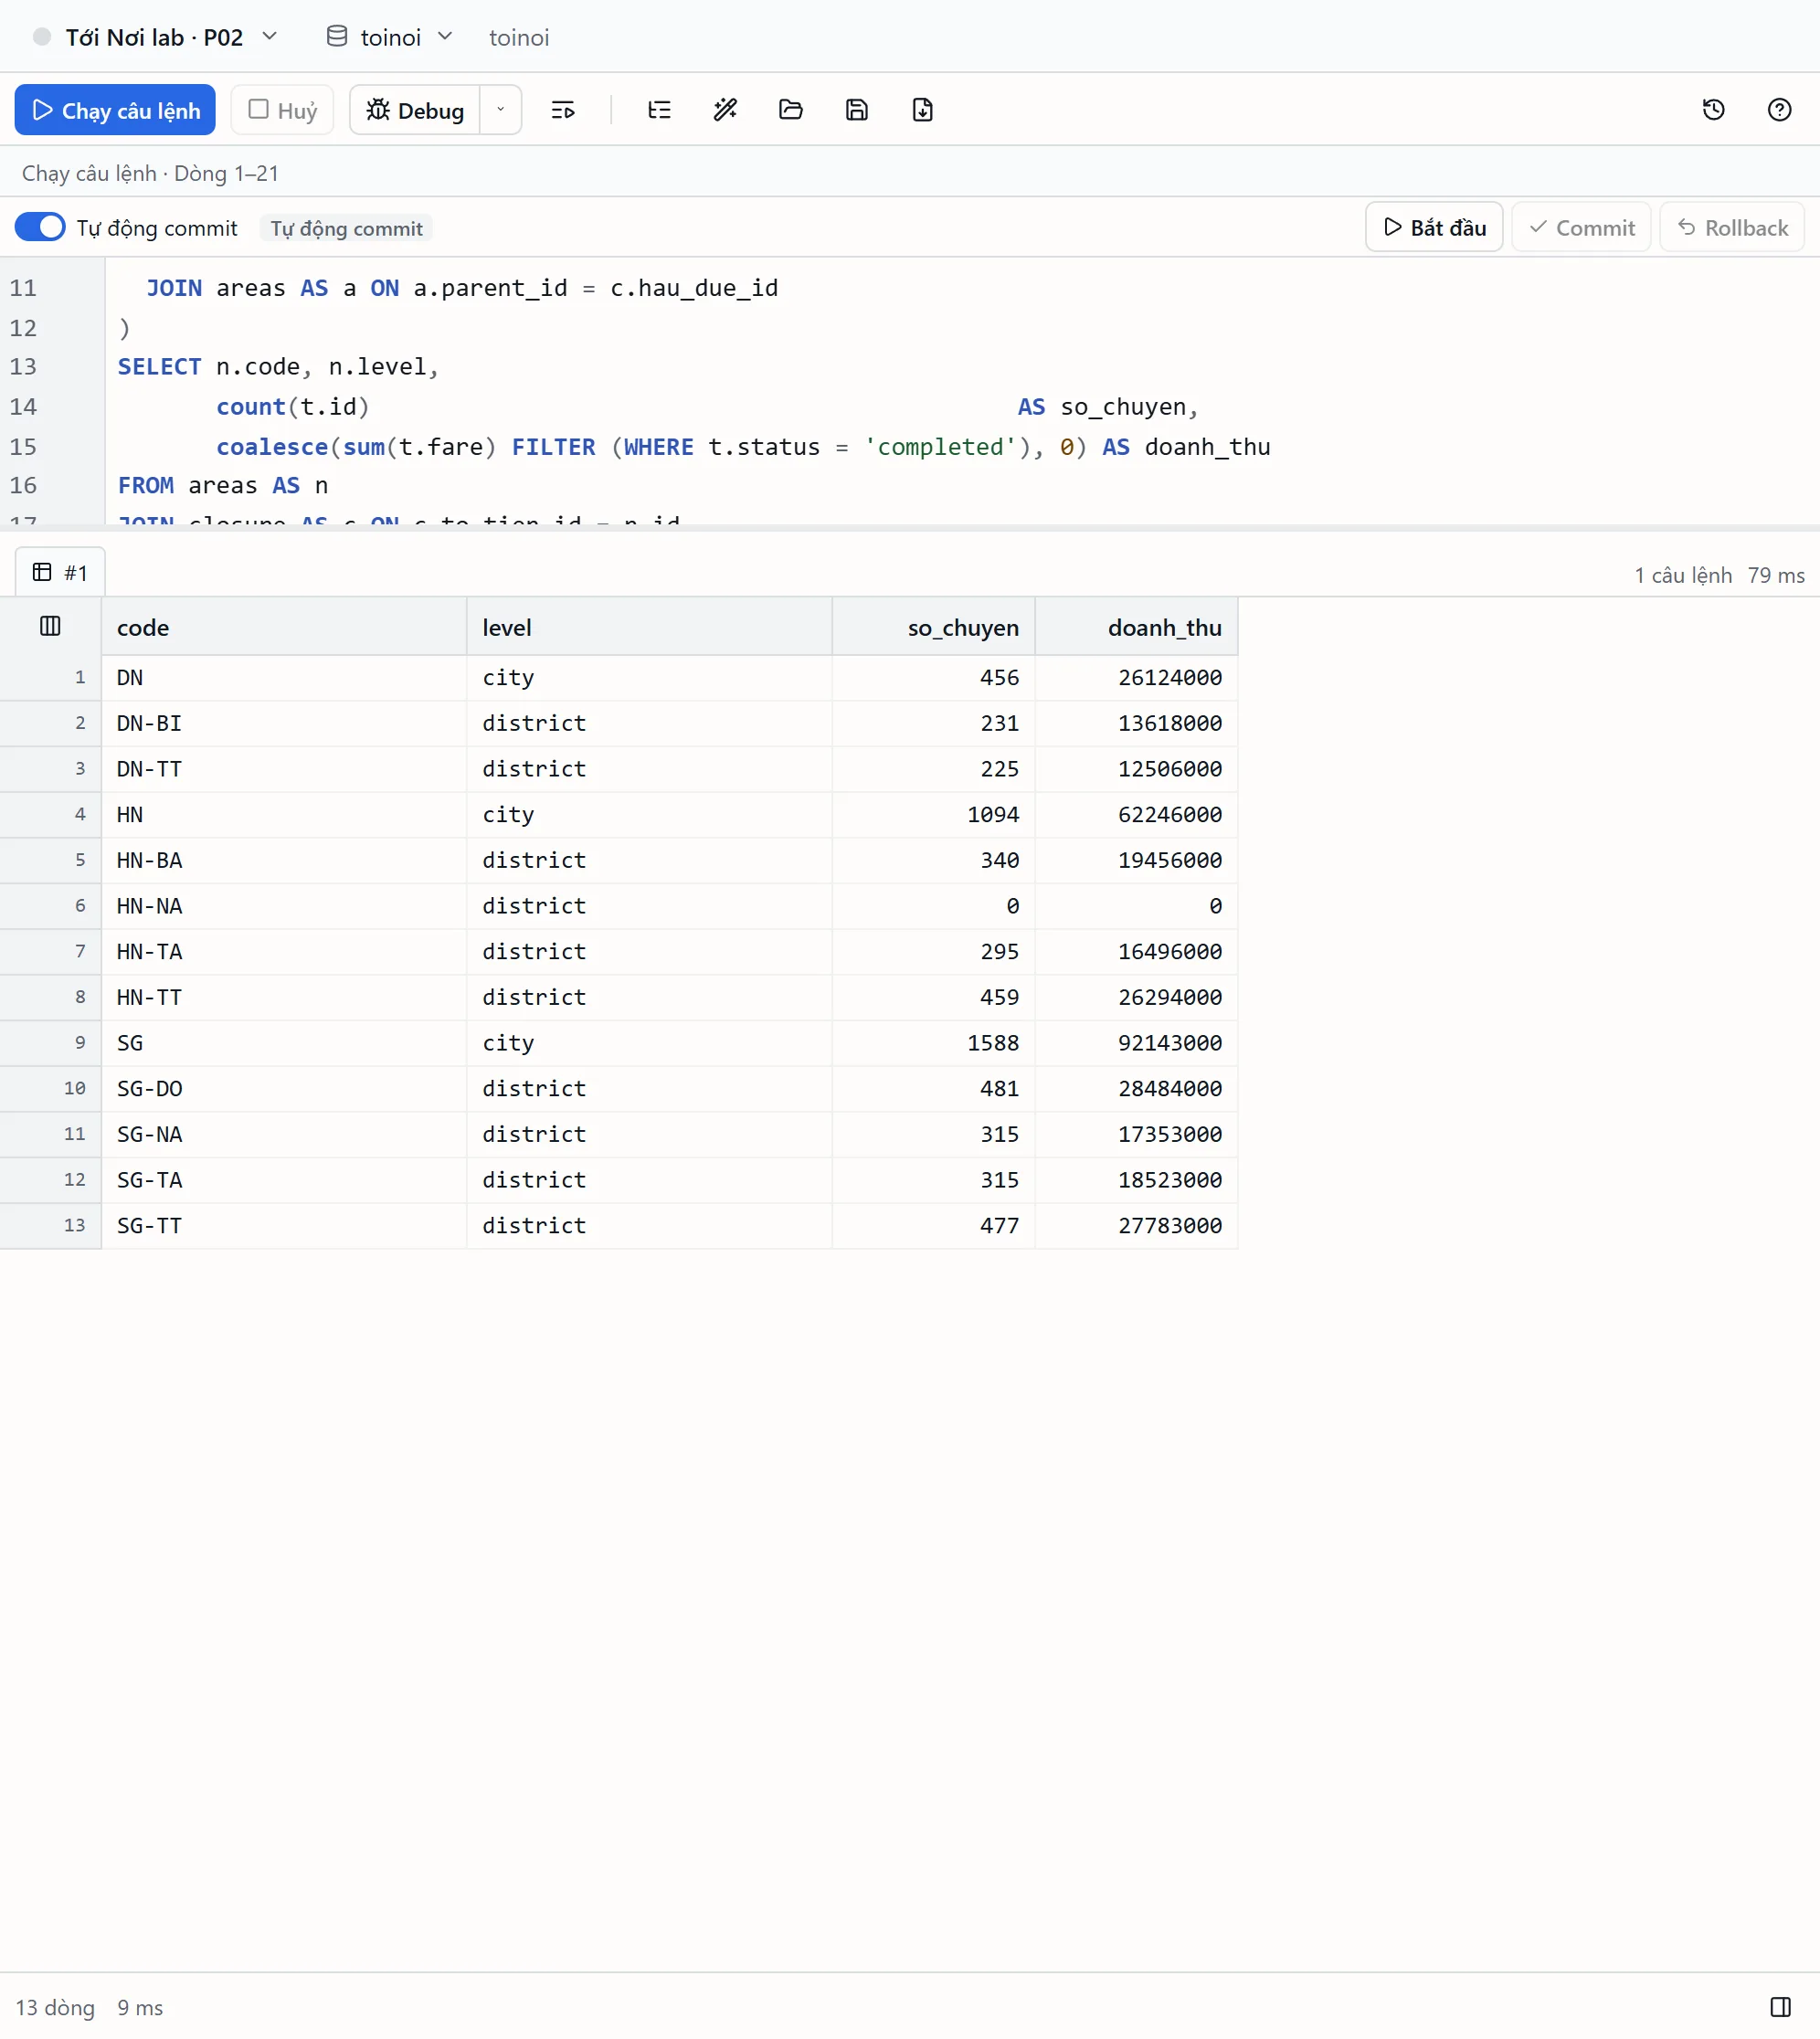 Tới Nơi lab · P02 toinoi toinoi
Chạy câu lệnh Huỷ Debug
Chạy câu lệnh · Dòng 1–21
Tự động commit Tự động commit Bắt đầu Commit Rollback
11 JOIN areas AS a ON a.parent_id = c.hau_due_id
12 )
13 SELECT n.code, n.level,
14 count(t.id) AS so_chuyen,
15 coalesce(sum(t.fare) FILTER (WHERE t.status = 'completed'), 0) AS doanh_thu
16 FROM areas AS n
17 JOIN closure AS c ON c.to_tien_id = n.id
#1 1 câu lệnh 79 ms
code level so_chuyen doanh_thu
1 DN city 456 26124000
2 DN-BI district 231 13618000
3 DN-TT district 225 12506000
4 HN city 1094 62246000
5 HN-BA district 340 19456000
6 HN-NA district 0 0
7 HN-TA district 295 16496000
8 HN-TT district 459 26294000
9 SG city 1588 92143000
10 SG-DO district 481 28484000
11 SG-NA district 315 17353000
12 SG-TA district 315 18523000
13 SG-TT district 477 27783000
13 dòng 9 ms